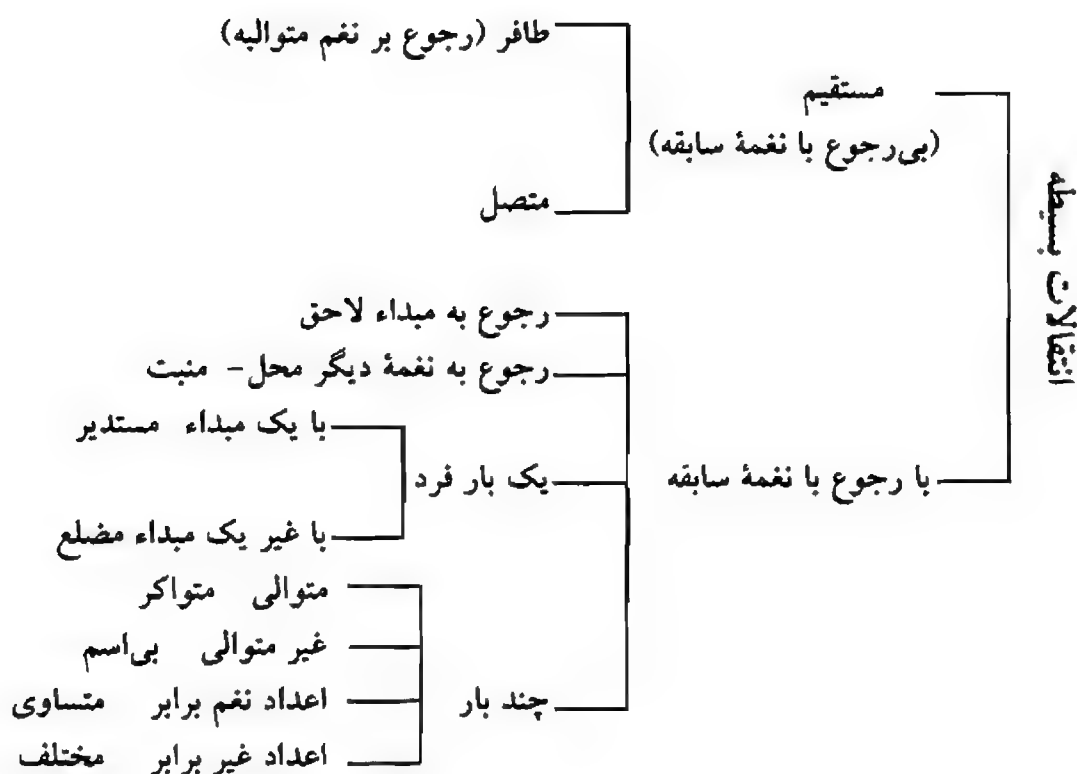 انتقالات بسیطه
مستقیم
(بی‌رجوع با نغمهٔ سابقه)
طافر (رجوع بر نغم متوالیه)
متصل
با رجوع با نغمهٔ سابقه
رجوع به مبداء لاحق
رجوع به نغمهٔ دیگر محل- منبت
یک بار فرد
با یک مبداء مستدیر
با غیر یک مبداء مضلع
چند بار
متوالی متواکر
غیر متوالی بی‌اسم
اعداد نغم برابر متساوی
اعداد غیر برابر مختلف